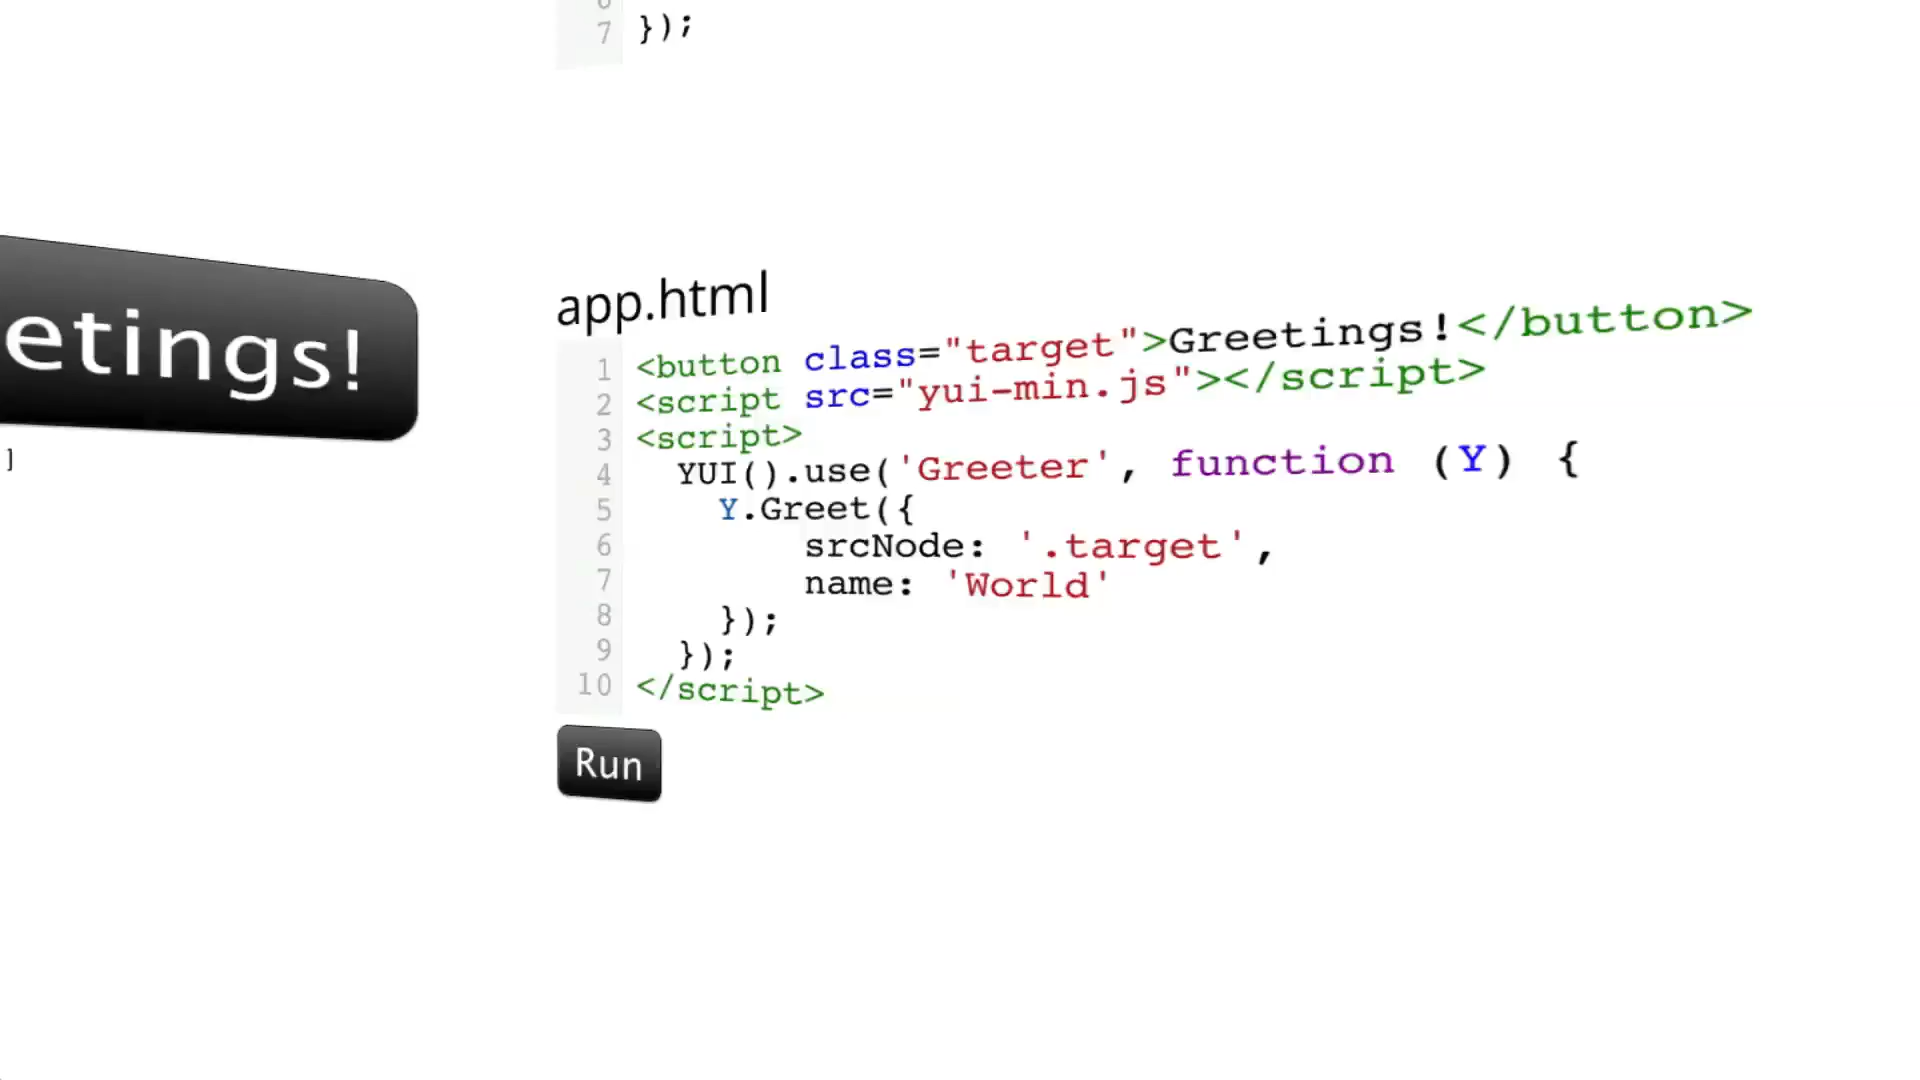 7 });
etings!
]
app.html
1 <button class="target">Greetings!</button>
2 <script src="yui-min.js"></script>
3 <script>
4 YUI().use('Greeter', function (Y) {
5 Y.Greet({
6 srcNode: '.target',
7 name: 'World'
8 });
9 });
10 </script>
Run